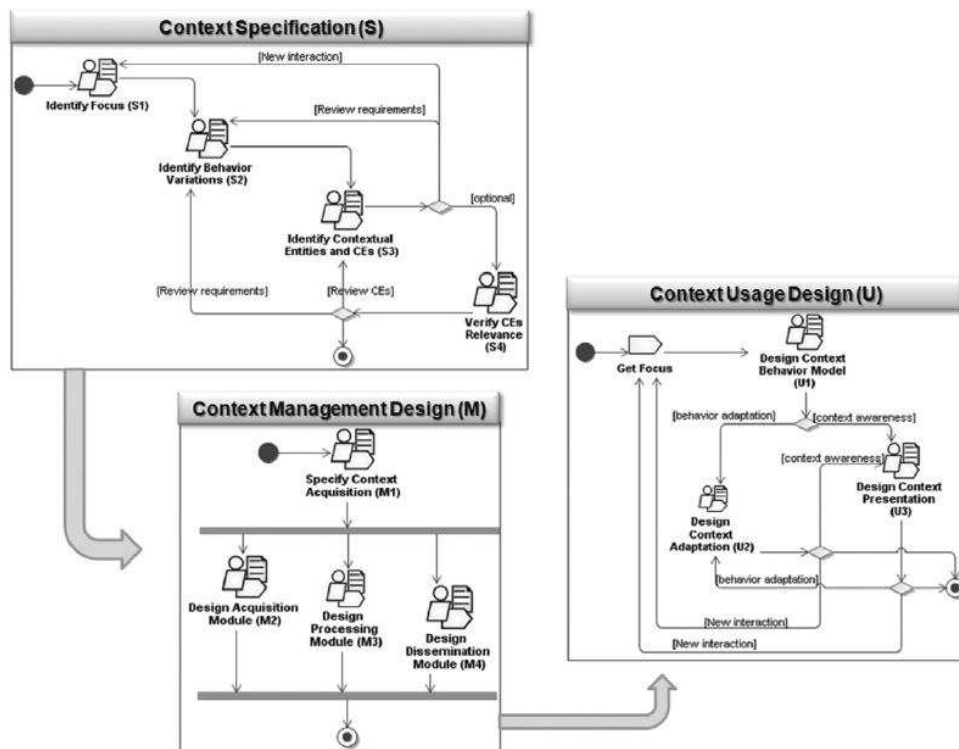 Context Specification (S)
[New interaction]
Identify Focus (S1)
[Review requirements]
Identify Behavior
Variations (S2)
[optional]
Identify Contextual
Entities and CEs (S3)
[Review requirements]
[Review CEs]
Verify CEs
Relevance
(S4)
Context Management Design (M)
Specify Context
Acquisition (M1)
Design Acquisition
Module (M2)
Design
Processing
Module (M3)
Design
Dissemination
Module (M4)
Context Usage Design (U)
Get Focus
Design Context
Behavior Model
(U1)
[behavior adaptation]
[context awareness]
[context awareness]
Design Context
Presentation
(U3)
Design
Context
Adaptation (U2)
[behavior adaptation]
[New interaction]
[New interaction]